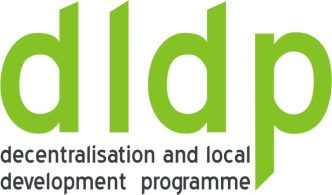 dldp
decentralisation and local
development programme